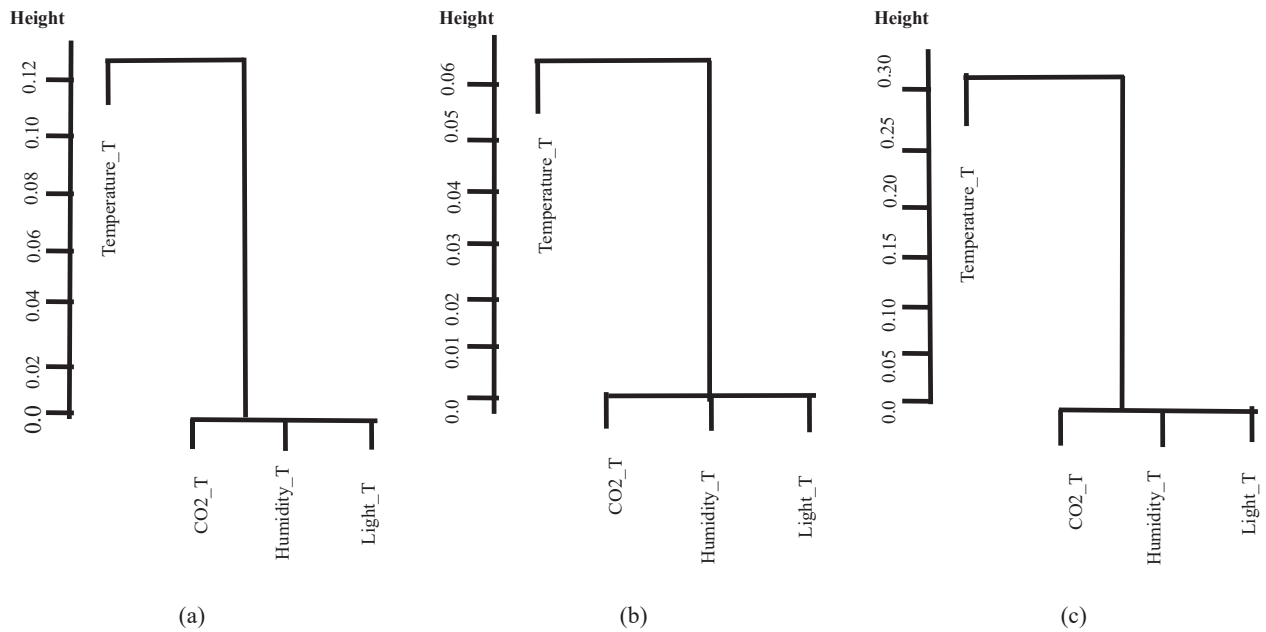 Height
0.12
0.10
0.08
0.06
0.04
0.02
0.0
Temperature_T
CO2_T
Humidity_T
Light_T
(a)
Height
0.06
0.05
0.04
0.03
0.02
0.01
0.0
Temperature_T
CO2_T
Humidity_T
Light_T
(b)
Height
0.30
0.25
0.20
0.15
0.10
0.05
0.0
Temperature_T
CO2_T
Humidity_T
Light_T
(c)